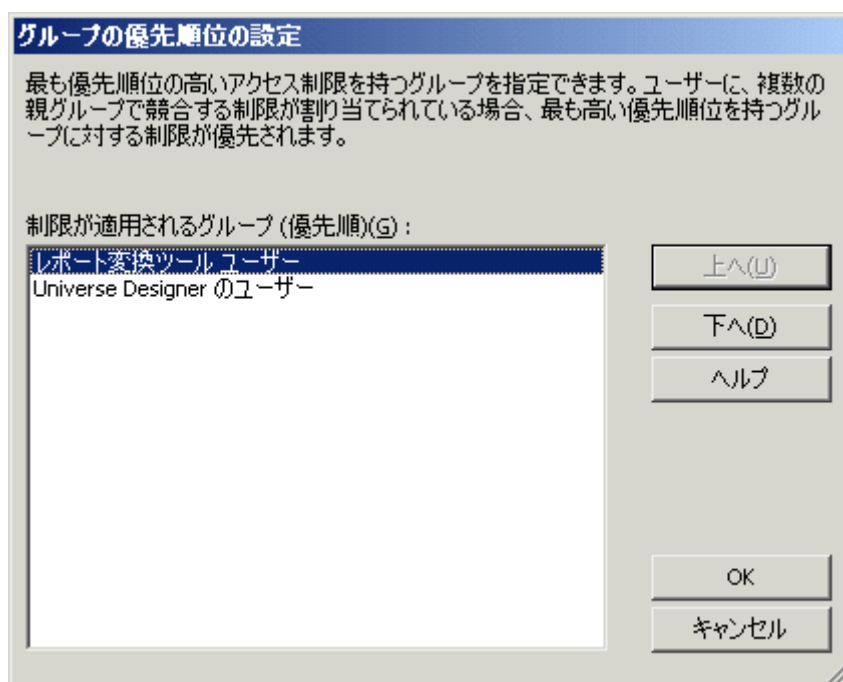 グループの優先順位の設定
最も優先順位の高いアクセス制限を持つグループを指定できます。ユーザーに、複数の
親グループで競合する制限が割り当てられている場合、最も高い優先順位を持つグル
ープに対する制限が優先されます。
制限が適用されるグループ (優先順)(G) :
レポート変換ツール ユーザー
Universe Designer のユーザー
上へ(U)
下へ(D)
ヘルプ
OK
キャンセル